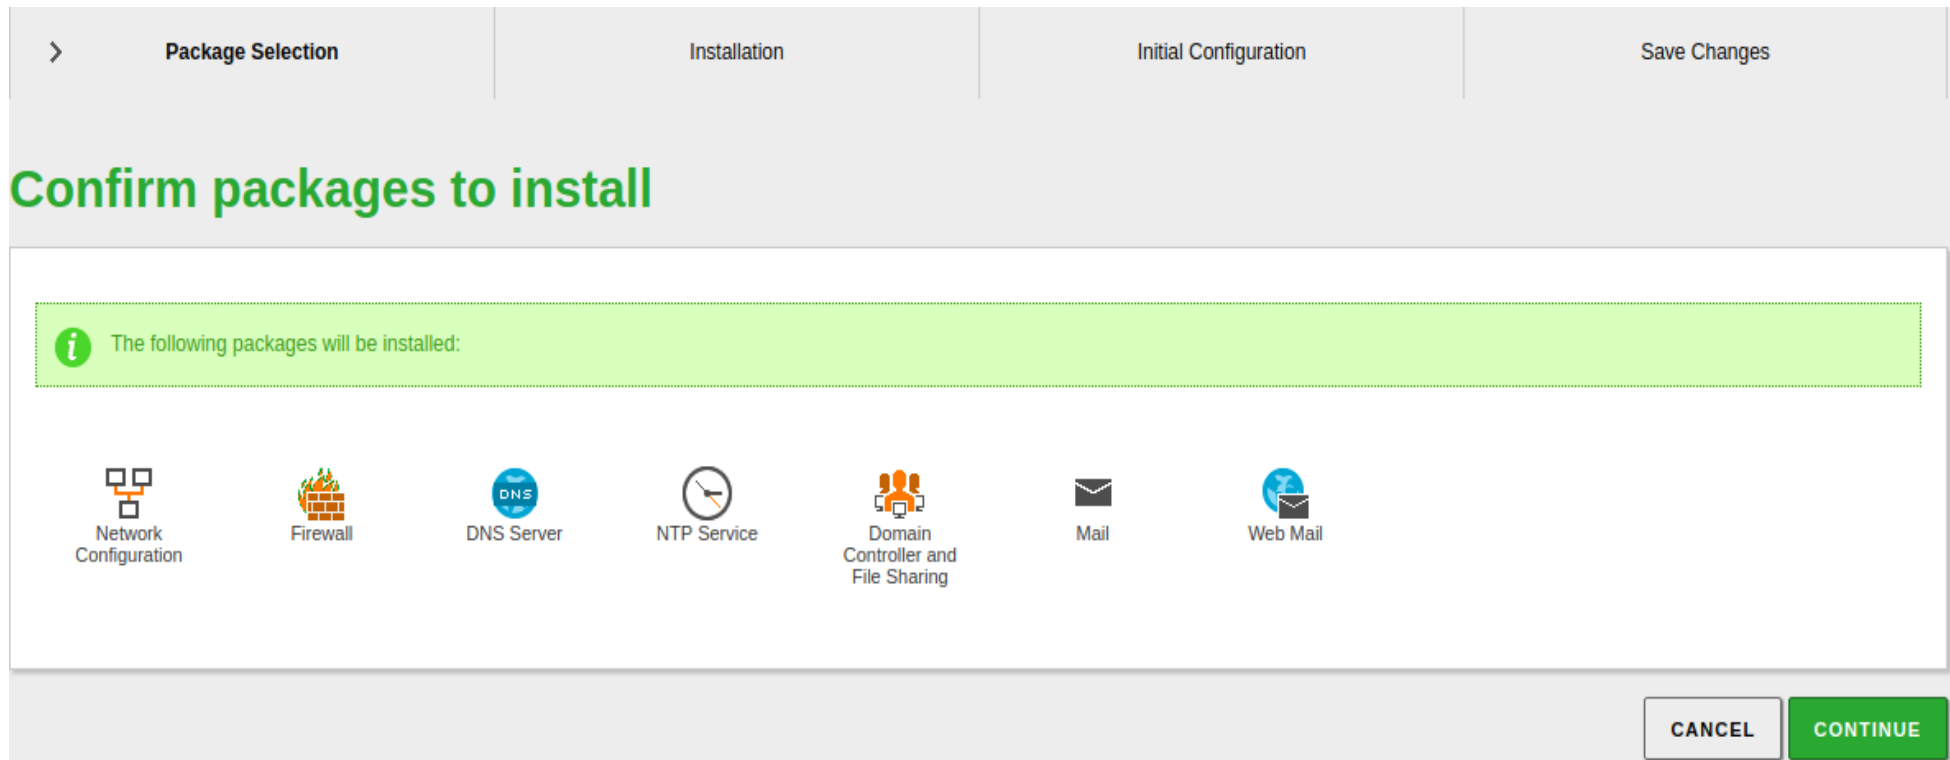 Package Selection
Installation
Initial Configuration
Save Changes
Confirm packages to install
i
The following packages will be installed:
DNS
Network
Configuration
Firewall
DNS Server
NTP Service
Domain
Controller and
File Sharing
Mail
Web Mail
CANCEL
CONTINUE